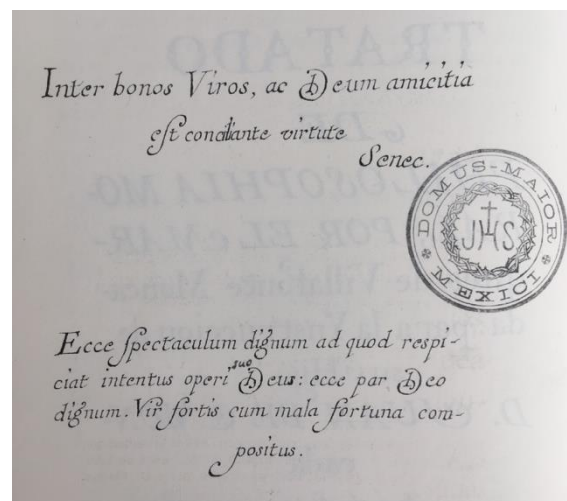 Inter bonos Viros, ac Deum amicitia
est conciliante virtute
Senec.
DOMUS-MAIOR
JHS
MEXICI
Ecce spectaculum dignum ad quod respi-
suo
ciat intentus operi Deus: ecce par Deo
dignum. Vir fortis cum mala fortuna com-
positus.